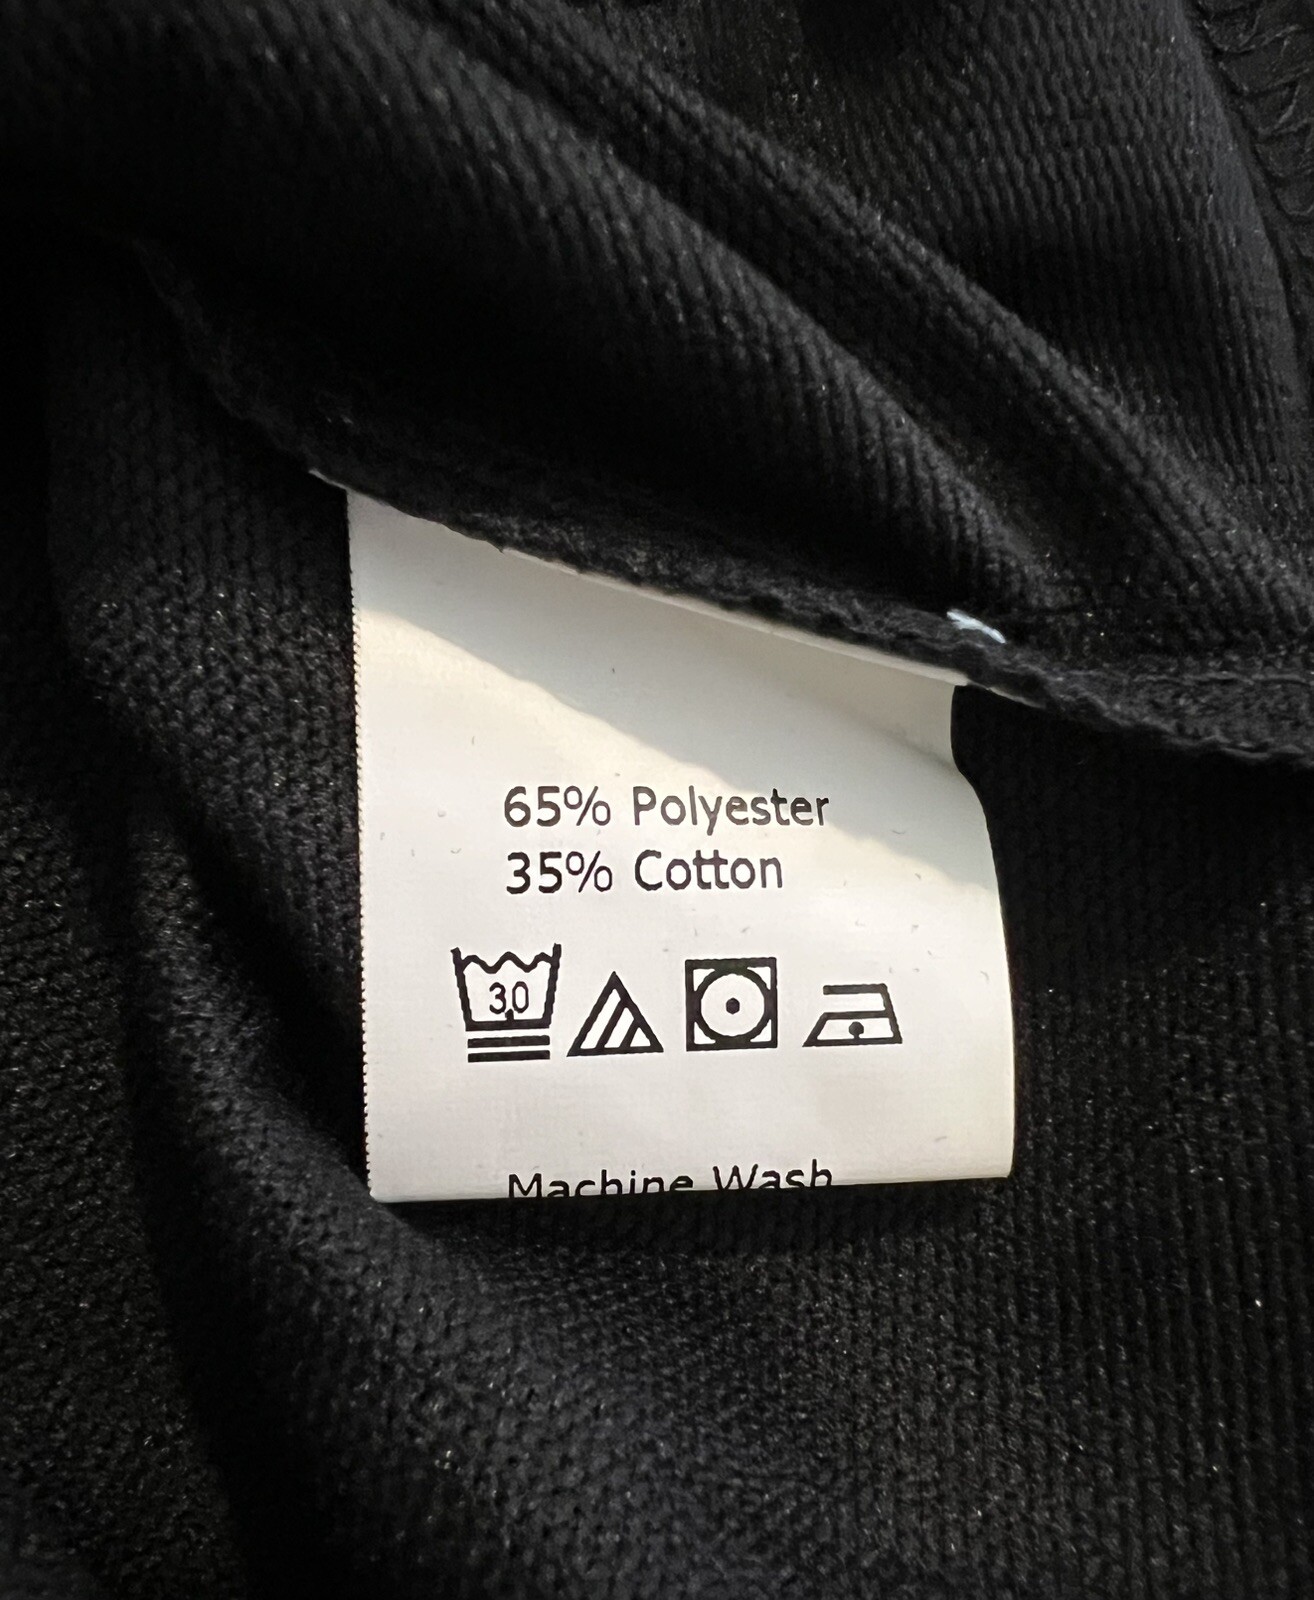 65% Polyester
35% Cotton
30
Machine Wash